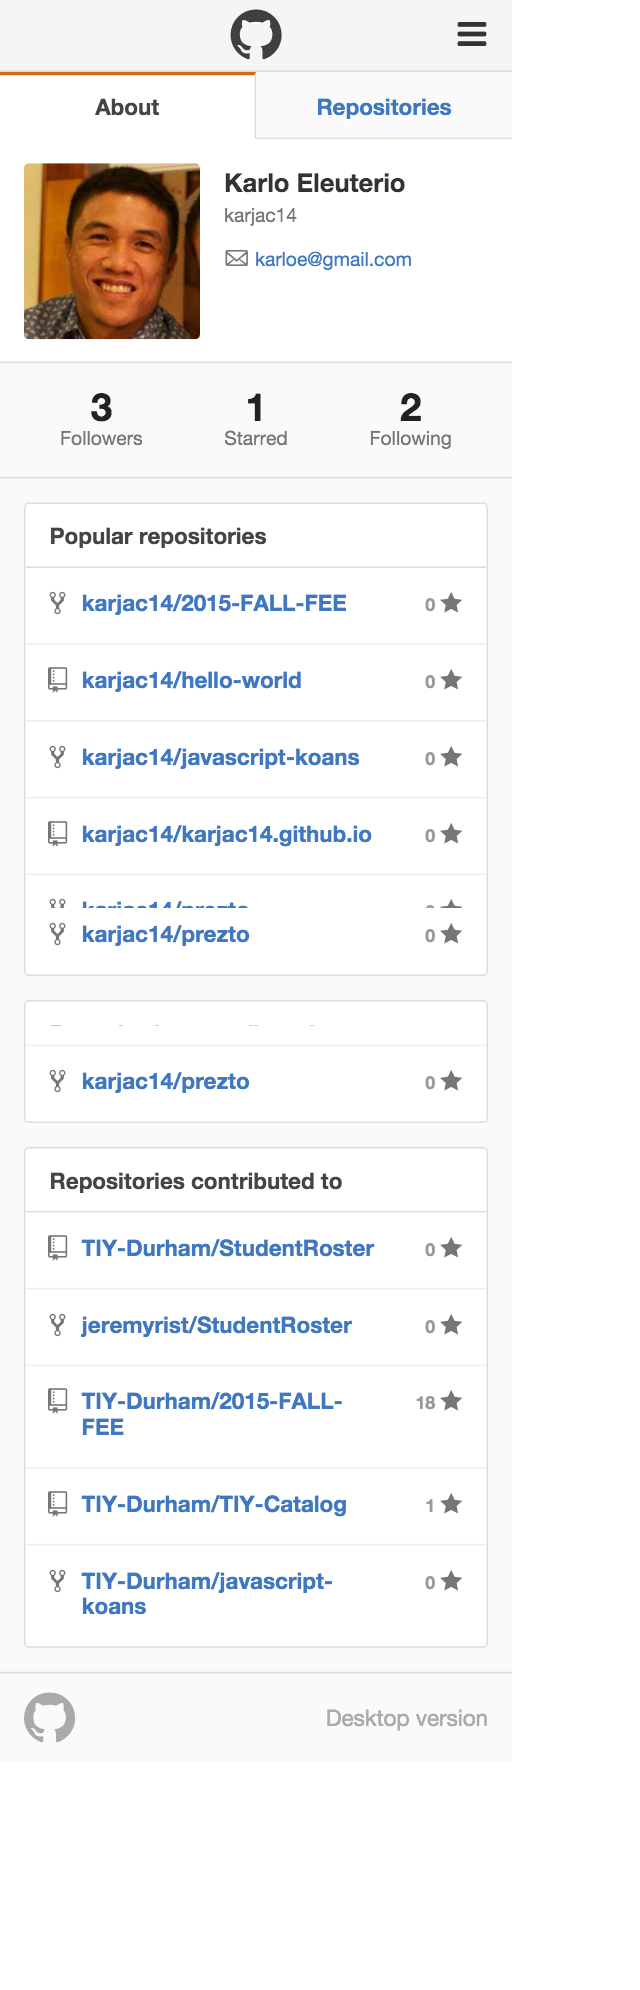 About
Repositories
Karlo Eleuterio
karjac14
karloe@gmail.com
3
Followers
1
Starred
2
Following
Popular repositories
karjac14/2015-FALL-FEE 0
karjac14/hello-world 0
karjac14/javascript-koans 0
karjac14/karjac14.github.io 0
karjac14/prezto 0
karjac14/prezto 0
Repositories contributed to
TIY-Durham/StudentRoster 0
jeremyrist/StudentRoster 0
TIY-Durham/2015-FALL- 18
FEE
TIY-Durham/TIY-Catalog 1
TIY-Durham/javascript- 0
koans
Desktop version